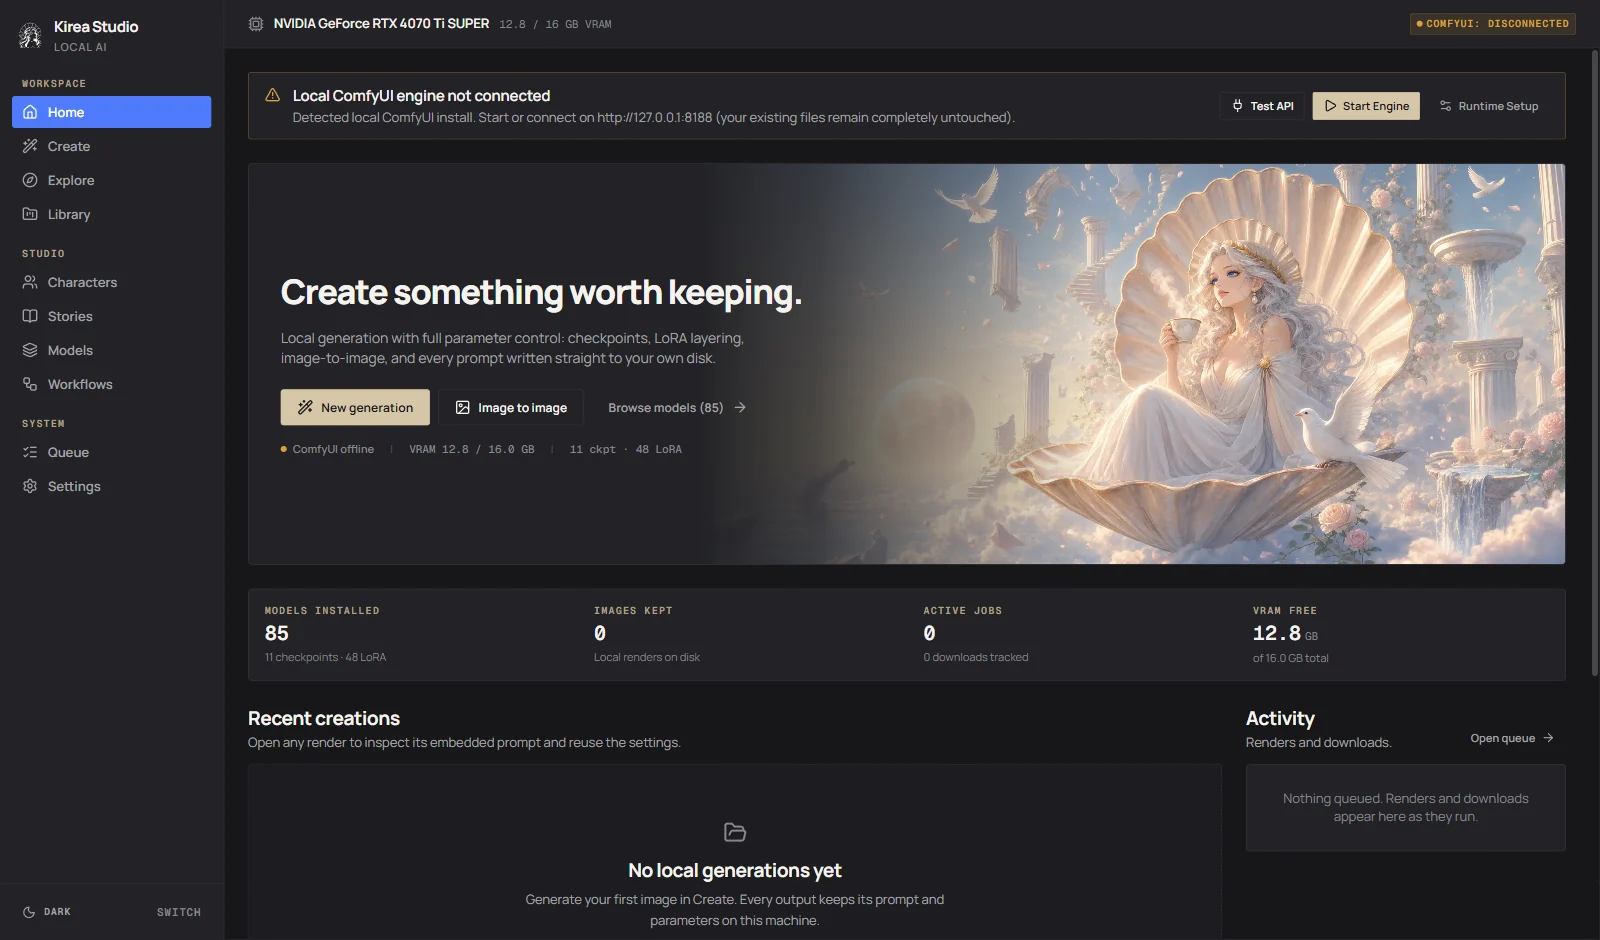 Kirea Studio
LOCAL AI
WORKSPACE
Home
Create
Explore
Library
STUDIO
Characters
Stories
Models
Workflows
SYSTEM
Queue
Settings
DARK
SWITCH
NVIDIA GeForce RTX 4070 Ti SUPER 12.8 / 16 GB VRAM
COMFYUI: DISCONNECTED
Local ComfyUI engine not connected
Detected local ComfyUI install. Start or connect on http://127.0.0.1:8188 (your existing files remain completely untouched).
Test API
Start Engine
Runtime Setup
Create something worth keeping.
Local generation with full parameter control: checkpoints, LoRA layering,
image-to-image, and every prompt written straight to your own disk.
New generation
Image to image
Browse models (85)
ComfyUI offline
VRAM 12.8 / 16.0 GB
11 ckpt · 48 LoRA
MODELS INSTALLED
85
11 checkpoints · 48 LoRA
IMAGES KEPT
0
Local renders on disk
ACTIVE JOBS
0
0 downloads tracked
VRAM FREE
12.8 GB
of 16.0 GB total
Recent creations
Open any render to inspect its embedded prompt and reuse the settings.
No local generations yet
Generate your first image in Create. Every output keeps its prompt and
parameters on this machine.
Activity
Renders and downloads.
Open queue
Nothing queued. Renders and downloads
appear here as they run.